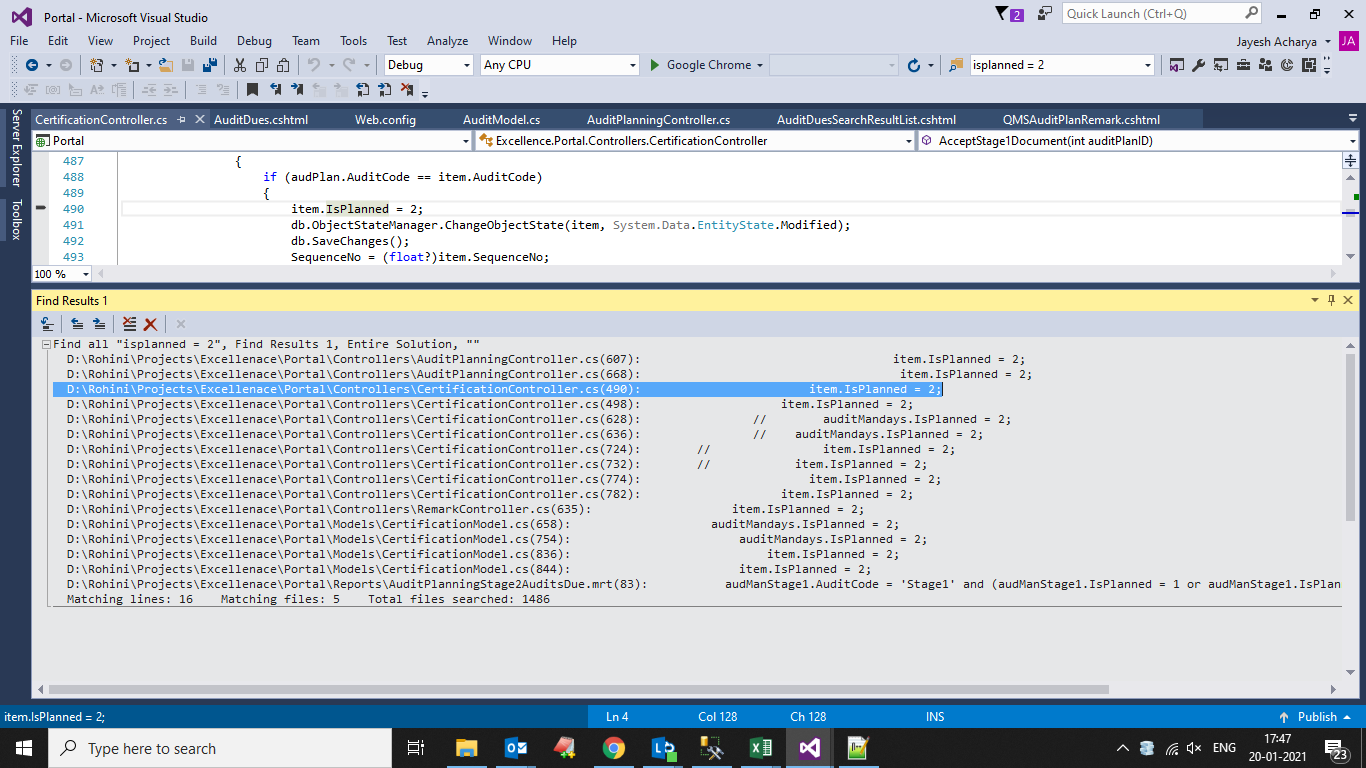 Portal - Microsoft Visual Studio
2
Quick Launch (Ctrl+Q)
File Edit View Project Build Debug Team Tools Test Analyze Window Help
Jayesh Acharya
JA
Debug Any CPU Google Chrome isplanned = 2
Server Explorer
Toolbox
CertificationController.cs AuditDues.cshtml Web.config AuditModel.cs AuditPlanningController.cs AuditDuesSearchResultList.cshtml QMSAuditPlanRemark.cshtml
Portal Excellence.Portal.Controllers.CertificationController AcceptStage1Document(int auditPlanID)
487 {
488 if (audPlan.AuditCode == item.AuditCode)
489 {
490 item.IsPlanned = 2;
491 db.ObjectStateManager.ChangeObjectState(item, System.Data.EntityState.Modified);
492 db.SaveChanges();
493 SequenceNo = (float?)item.SequenceNo;
100 %
Find Results 1
Find all "isplanned = 2", Find Results 1, Entire Solution, ""
D:\Rohini\Projects\Excellenace\Portal\Controllers\AuditPlanningController.cs(607): item.IsPlanned = 2;
D:\Rohini\Projects\Excellenace\Portal\Controllers\AuditPlanningController.cs(668): item.IsPlanned = 2;
D:\Rohini\Projects\Excellenace\Portal\Controllers\CertificationController.cs(490): item.IsPlanned = 2;
D:\Rohini\Projects\Excellenace\Portal\Controllers\CertificationController.cs(498): item.IsPlanned = 2;
D:\Rohini\Projects\Excellenace\Portal\Controllers\CertificationController.cs(628): // auditMandays.IsPlanned = 2;
D:\Rohini\Projects\Excellenace\Portal\Controllers\CertificationController.cs(636): // auditMandays.IsPlanned = 2;
D:\Rohini\Projects\Excellenace\Portal\Controllers\CertificationController.cs(724): // item.IsPlanned = 2;
D:\Rohini\Projects\Excellenace\Portal\Controllers\CertificationController.cs(732): // item.IsPlanned = 2;
D:\Rohini\Projects\Excellenace\Portal\Controllers\CertificationController.cs(774): item.IsPlanned = 2;
D:\Rohini\Projects\Excellenace\Portal\Controllers\CertificationController.cs(782): item.IsPlanned = 2;
D:\Rohini\Projects\Excellenace\Portal\Controllers\RemarkController.cs(635): item.IsPlanned = 2;
D:\Rohini\Projects\Excellenace\Portal\Models\CertificationModel.cs(658): auditMandays.IsPlanned = 2;
D:\Rohini\Projects\Excellenace\Portal\Models\CertificationModel.cs(754): auditMandays.IsPlanned = 2;
D:\Rohini\Projects\Excellenace\Portal\Models\CertificationModel.cs(836): item.IsPlanned = 2;
D:\Rohini\Projects\Excellenace\Portal\Models\CertificationModel.cs(844): item.IsPlanned = 2;
D:\Rohini\Projects\Excellenace\Portal\Reports\AuditPlanningStage2AuditsDue.mrt(83): audManStage1.AuditCode = 'Stage1' and (audManStage1.IsPlanned = 1 or audManStage1.IsPlan
Matching lines: 16 Matching files: 5 Total files searched: 1486
item.IsPlanned = 2; Ln 4 Col 128 Ch 128 INS Publish
Type here to search
ENG
17:47
20-01-2021
23